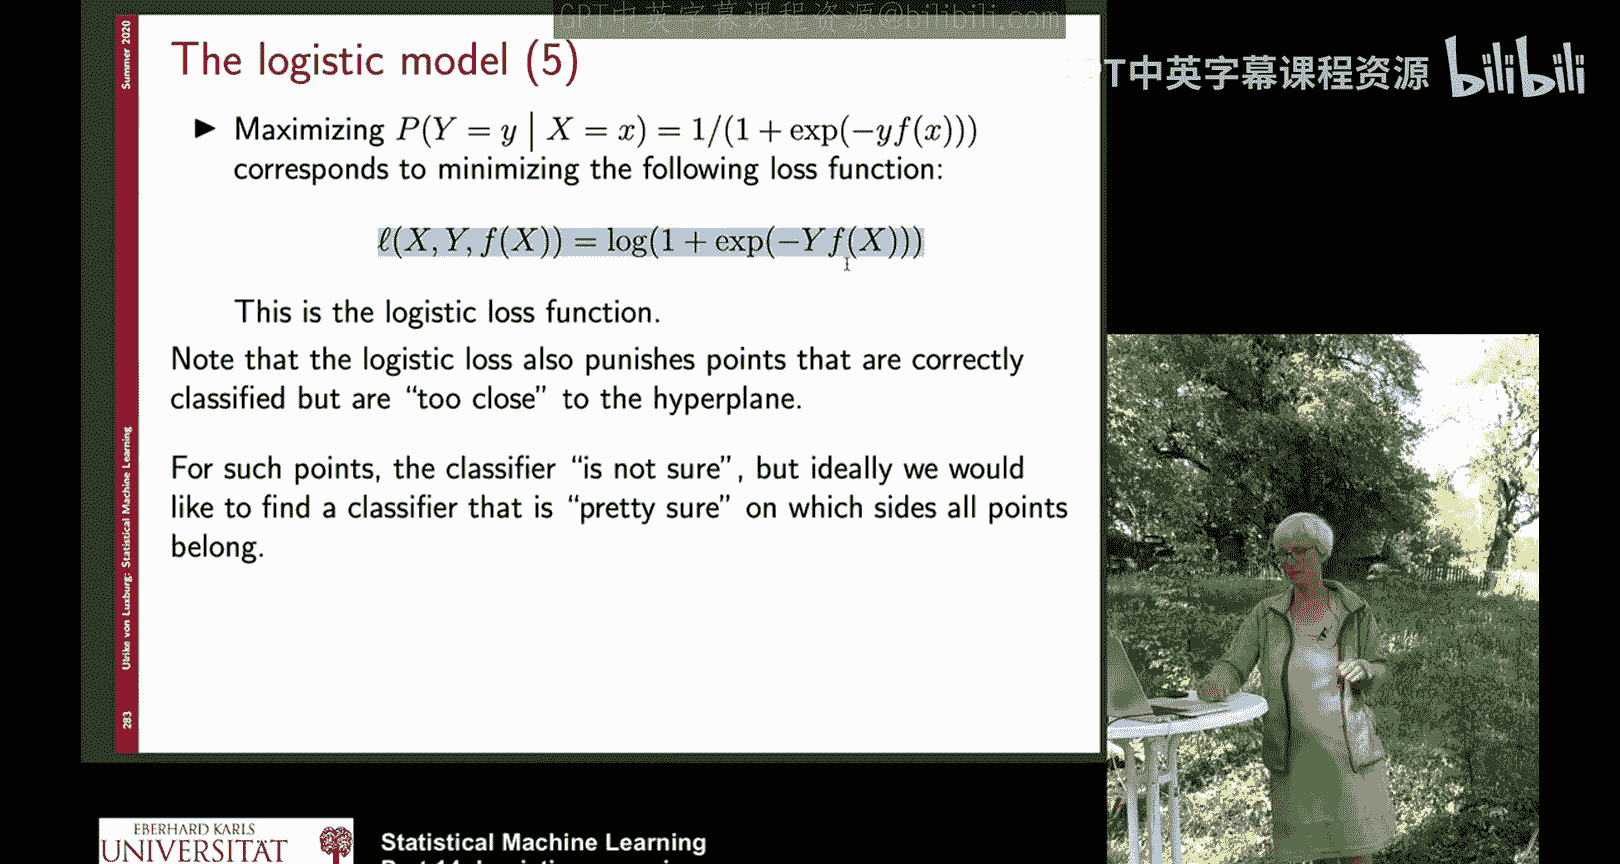 GPT中英字幕课程资源@bilibili.com
T中英字幕课程资源 bilibili
Summer 2020
The logistic model (5)
► Maximizing P(Y = y | X = x) = 1/(1 + exp(−yf(x)))
corresponds to minimizing the following loss function:
ℓ(X, Y, f(X)) = log(1 + exp(−Y f(X)))
This is the logistic loss function.
Note that the logistic loss also punishes points that are correctly
classified but are “too close” to the hyperplane.
For such points, the classifier “is not sure”, but ideally we would
like to find a classifier that is “pretty sure” on which sides all points
belong.
Ulrike von Luxburg: Statistical Machine Learning
283
EBERHARD KARLS
UNIVERSITÄT
Statistical Machine Learning